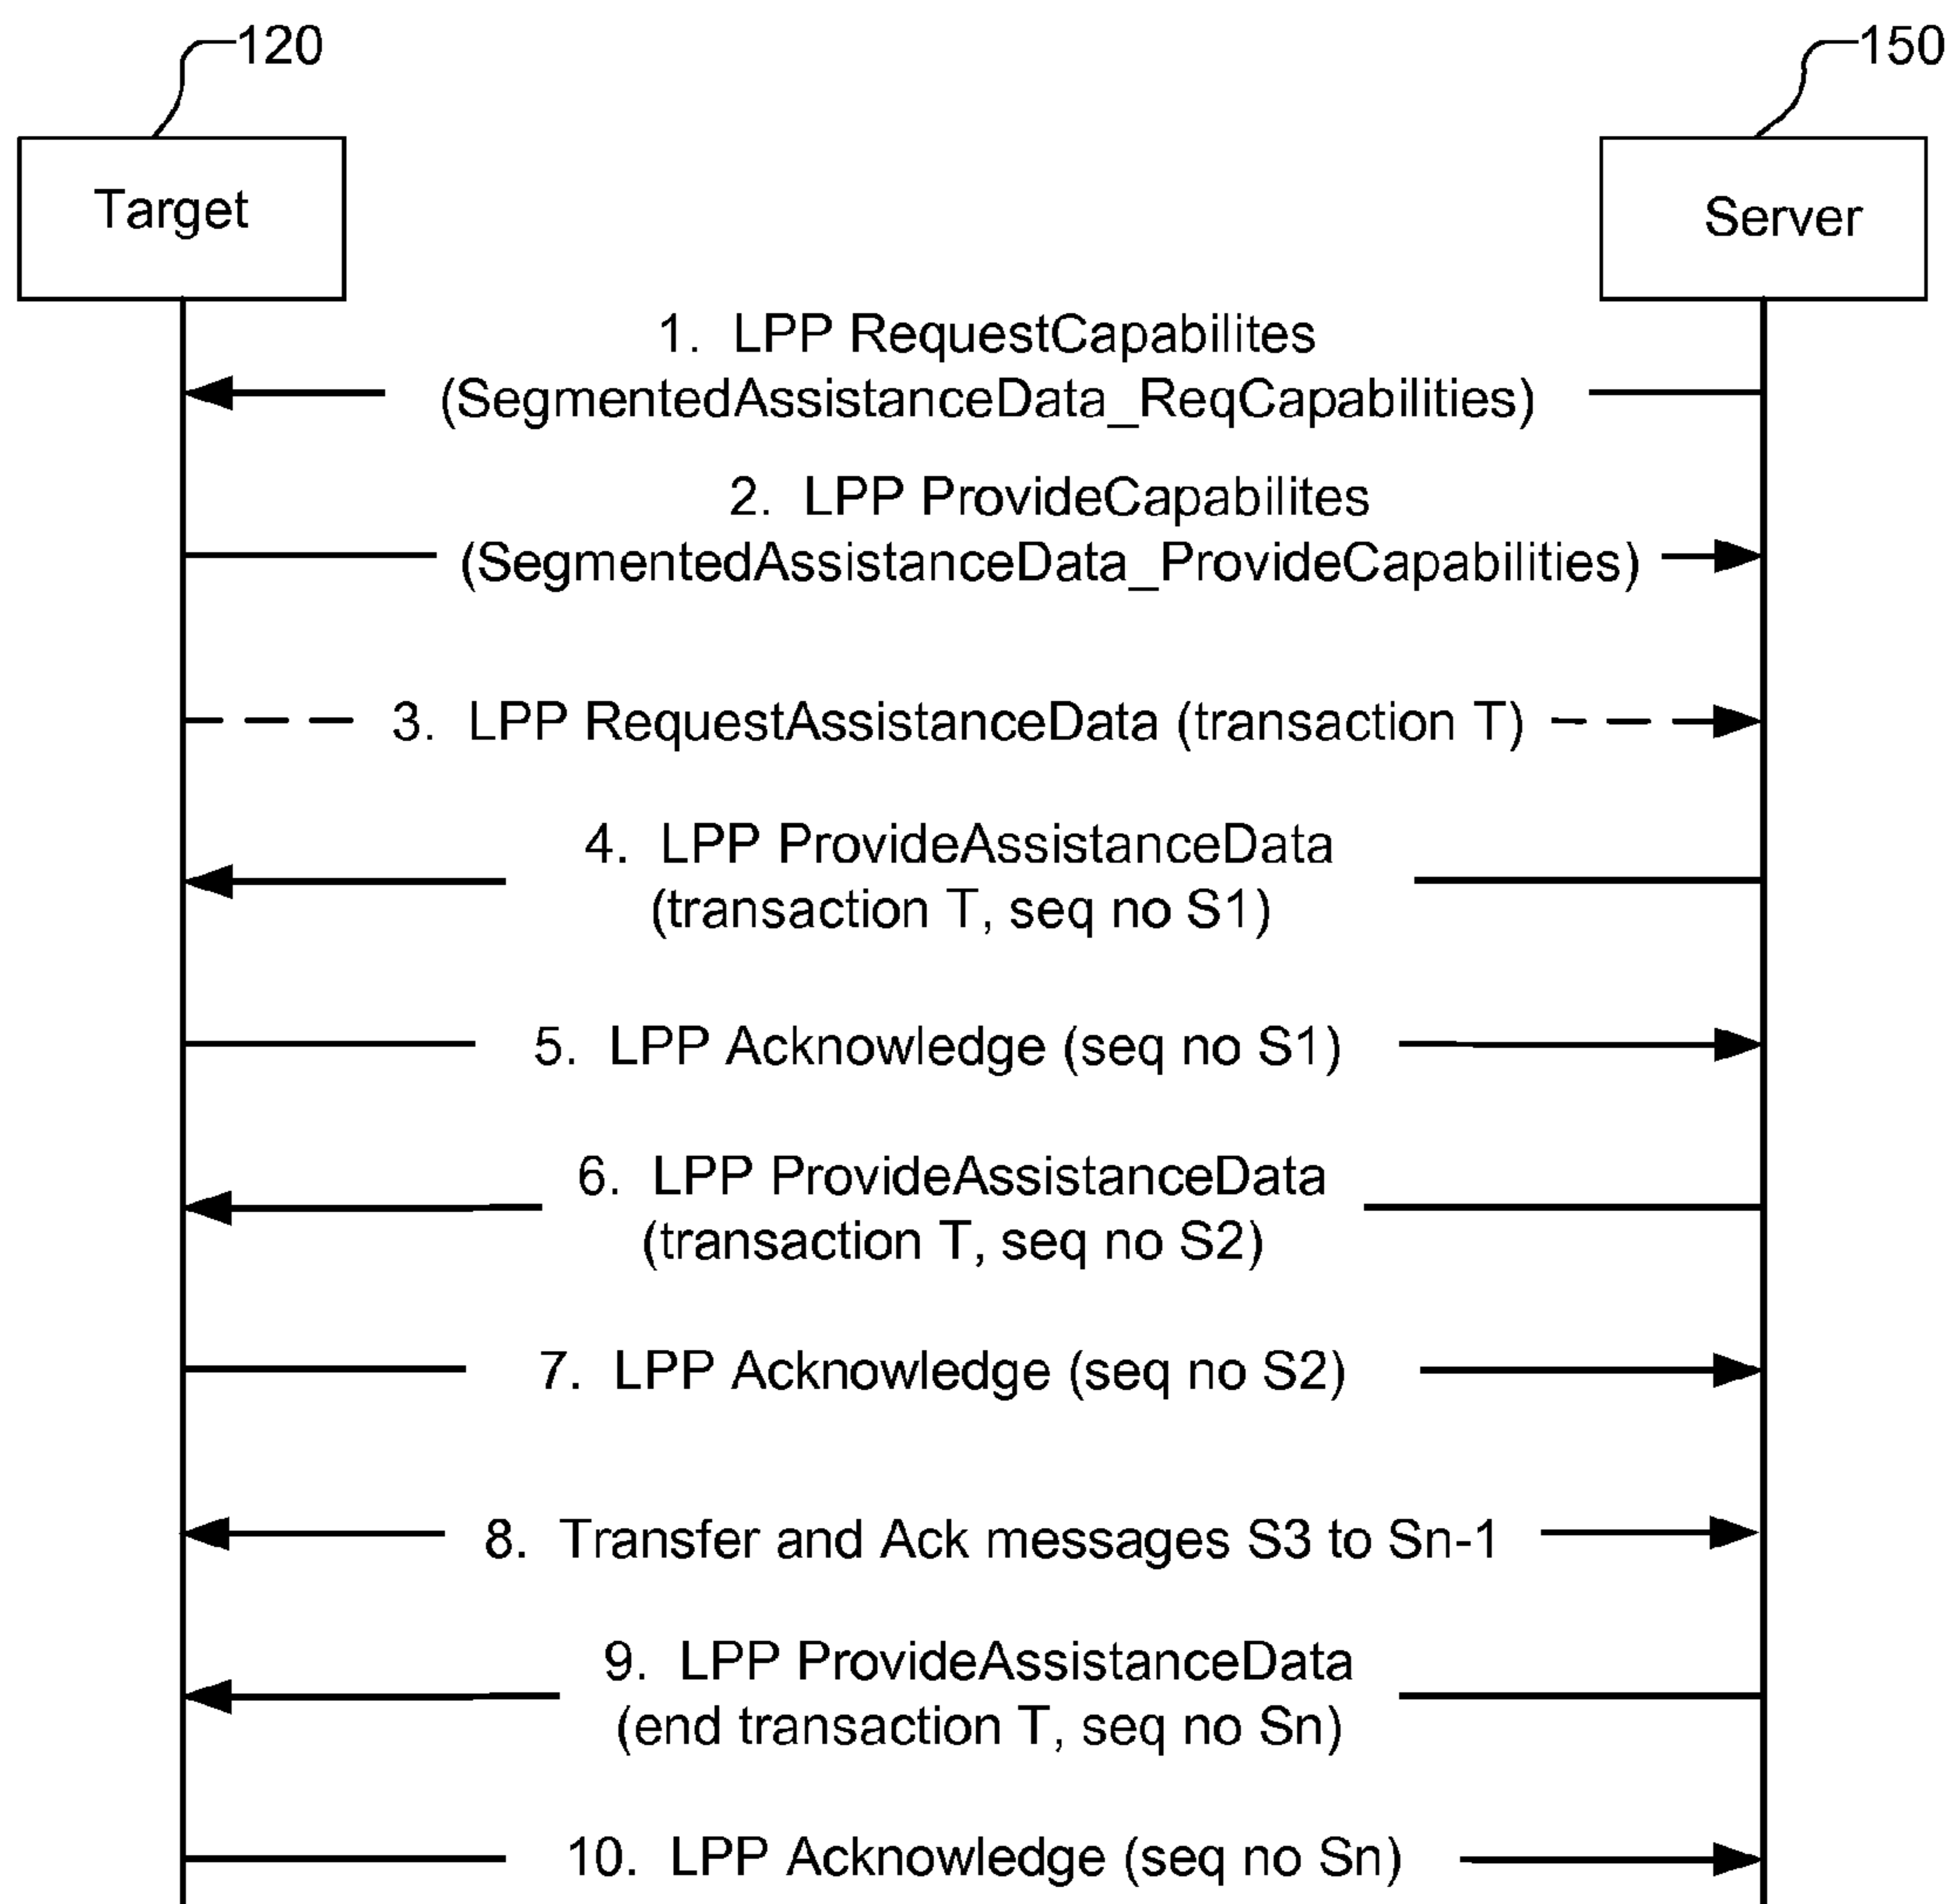 120
150
Target
Server
1. LPP RequestCapabilites
(SegmentedAssistanceData_ReqCapabilities)
2. LPP ProvideCapabilites
(SegmentedAssistanceData_ProvideCapabilities)
3. LPP RequestAssistanceData (transaction T)
4. LPP ProvideAssistanceData
(transaction T, seq no S1)
5. LPP Acknowledge (seq no S1)
6. LPP ProvideAssistanceData
(transaction T, seq no S2)
7. LPP Acknowledge (seq no S2)
8. Transfer and Ack messages S3 to Sn-1
9. LPP ProvideAssistanceData
(end transaction T, seq no Sn)
10. LPP Acknowledge (seq no Sn)